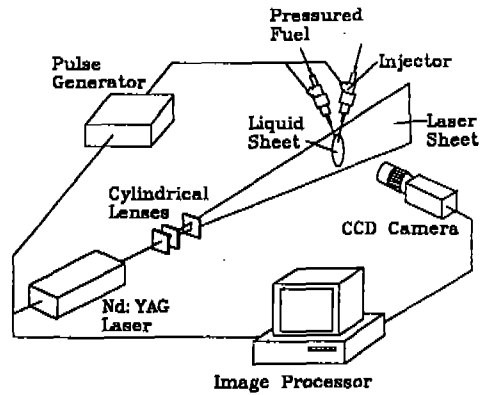 Pressured
Fuel
Pulse
Generator
Injector
Liquid
Sheet
Laser
Sheet
Cylindrical
Lenses
CCD Camera
Nd: YAG
Laser
Image Processor